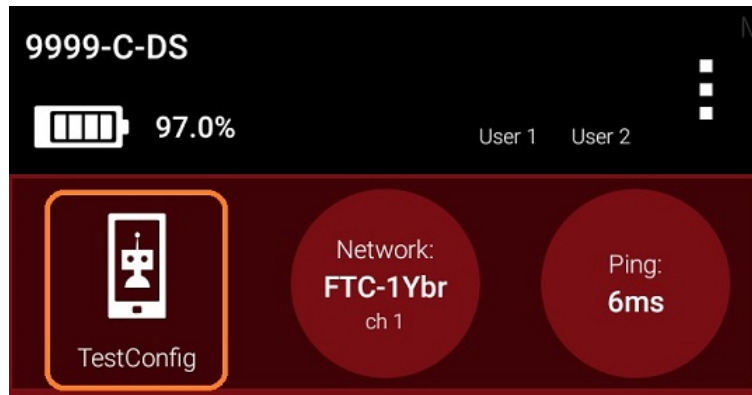 9999-C-DS
97.0%
User 1 User 2
TestConfig
Network:
FTC-1Ybr
ch 1
Ping:
6ms